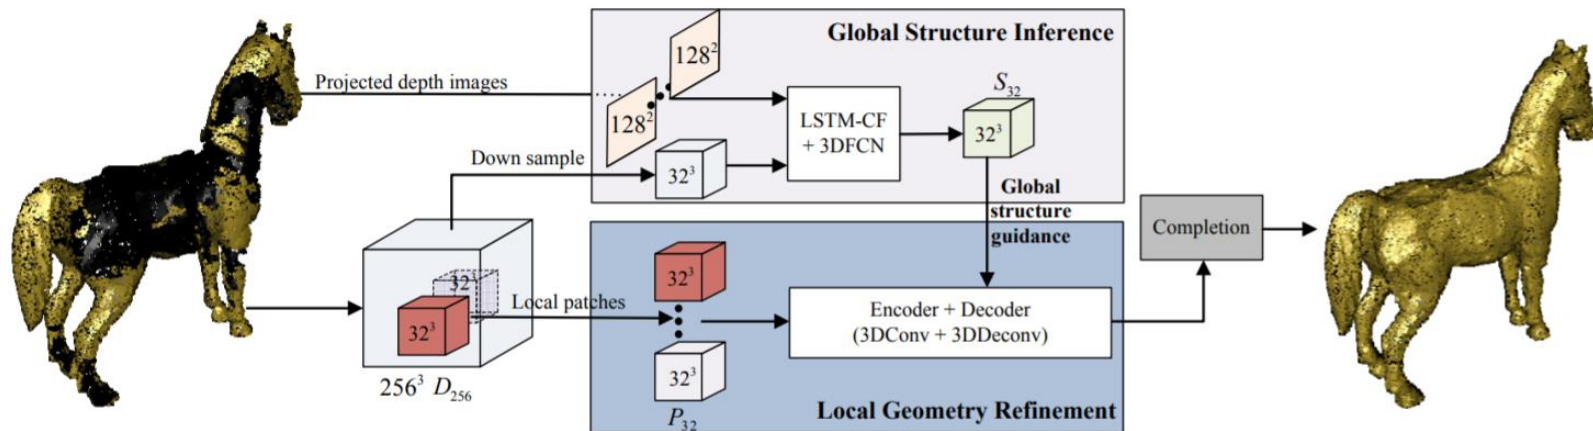 Global Structure Inference
Projected depth images
128²
128²
LSTM-CF
+ 3DFCN
S₃₂
32³
Down sample
32³
Global
structure
guidance
Completion
32³
32³
Local patches
32³
Encoder + Decoder
(3DConv + 3DDeconv)
32³
256³ D₂₅₆
P₃₂
Local Geometry Refinement